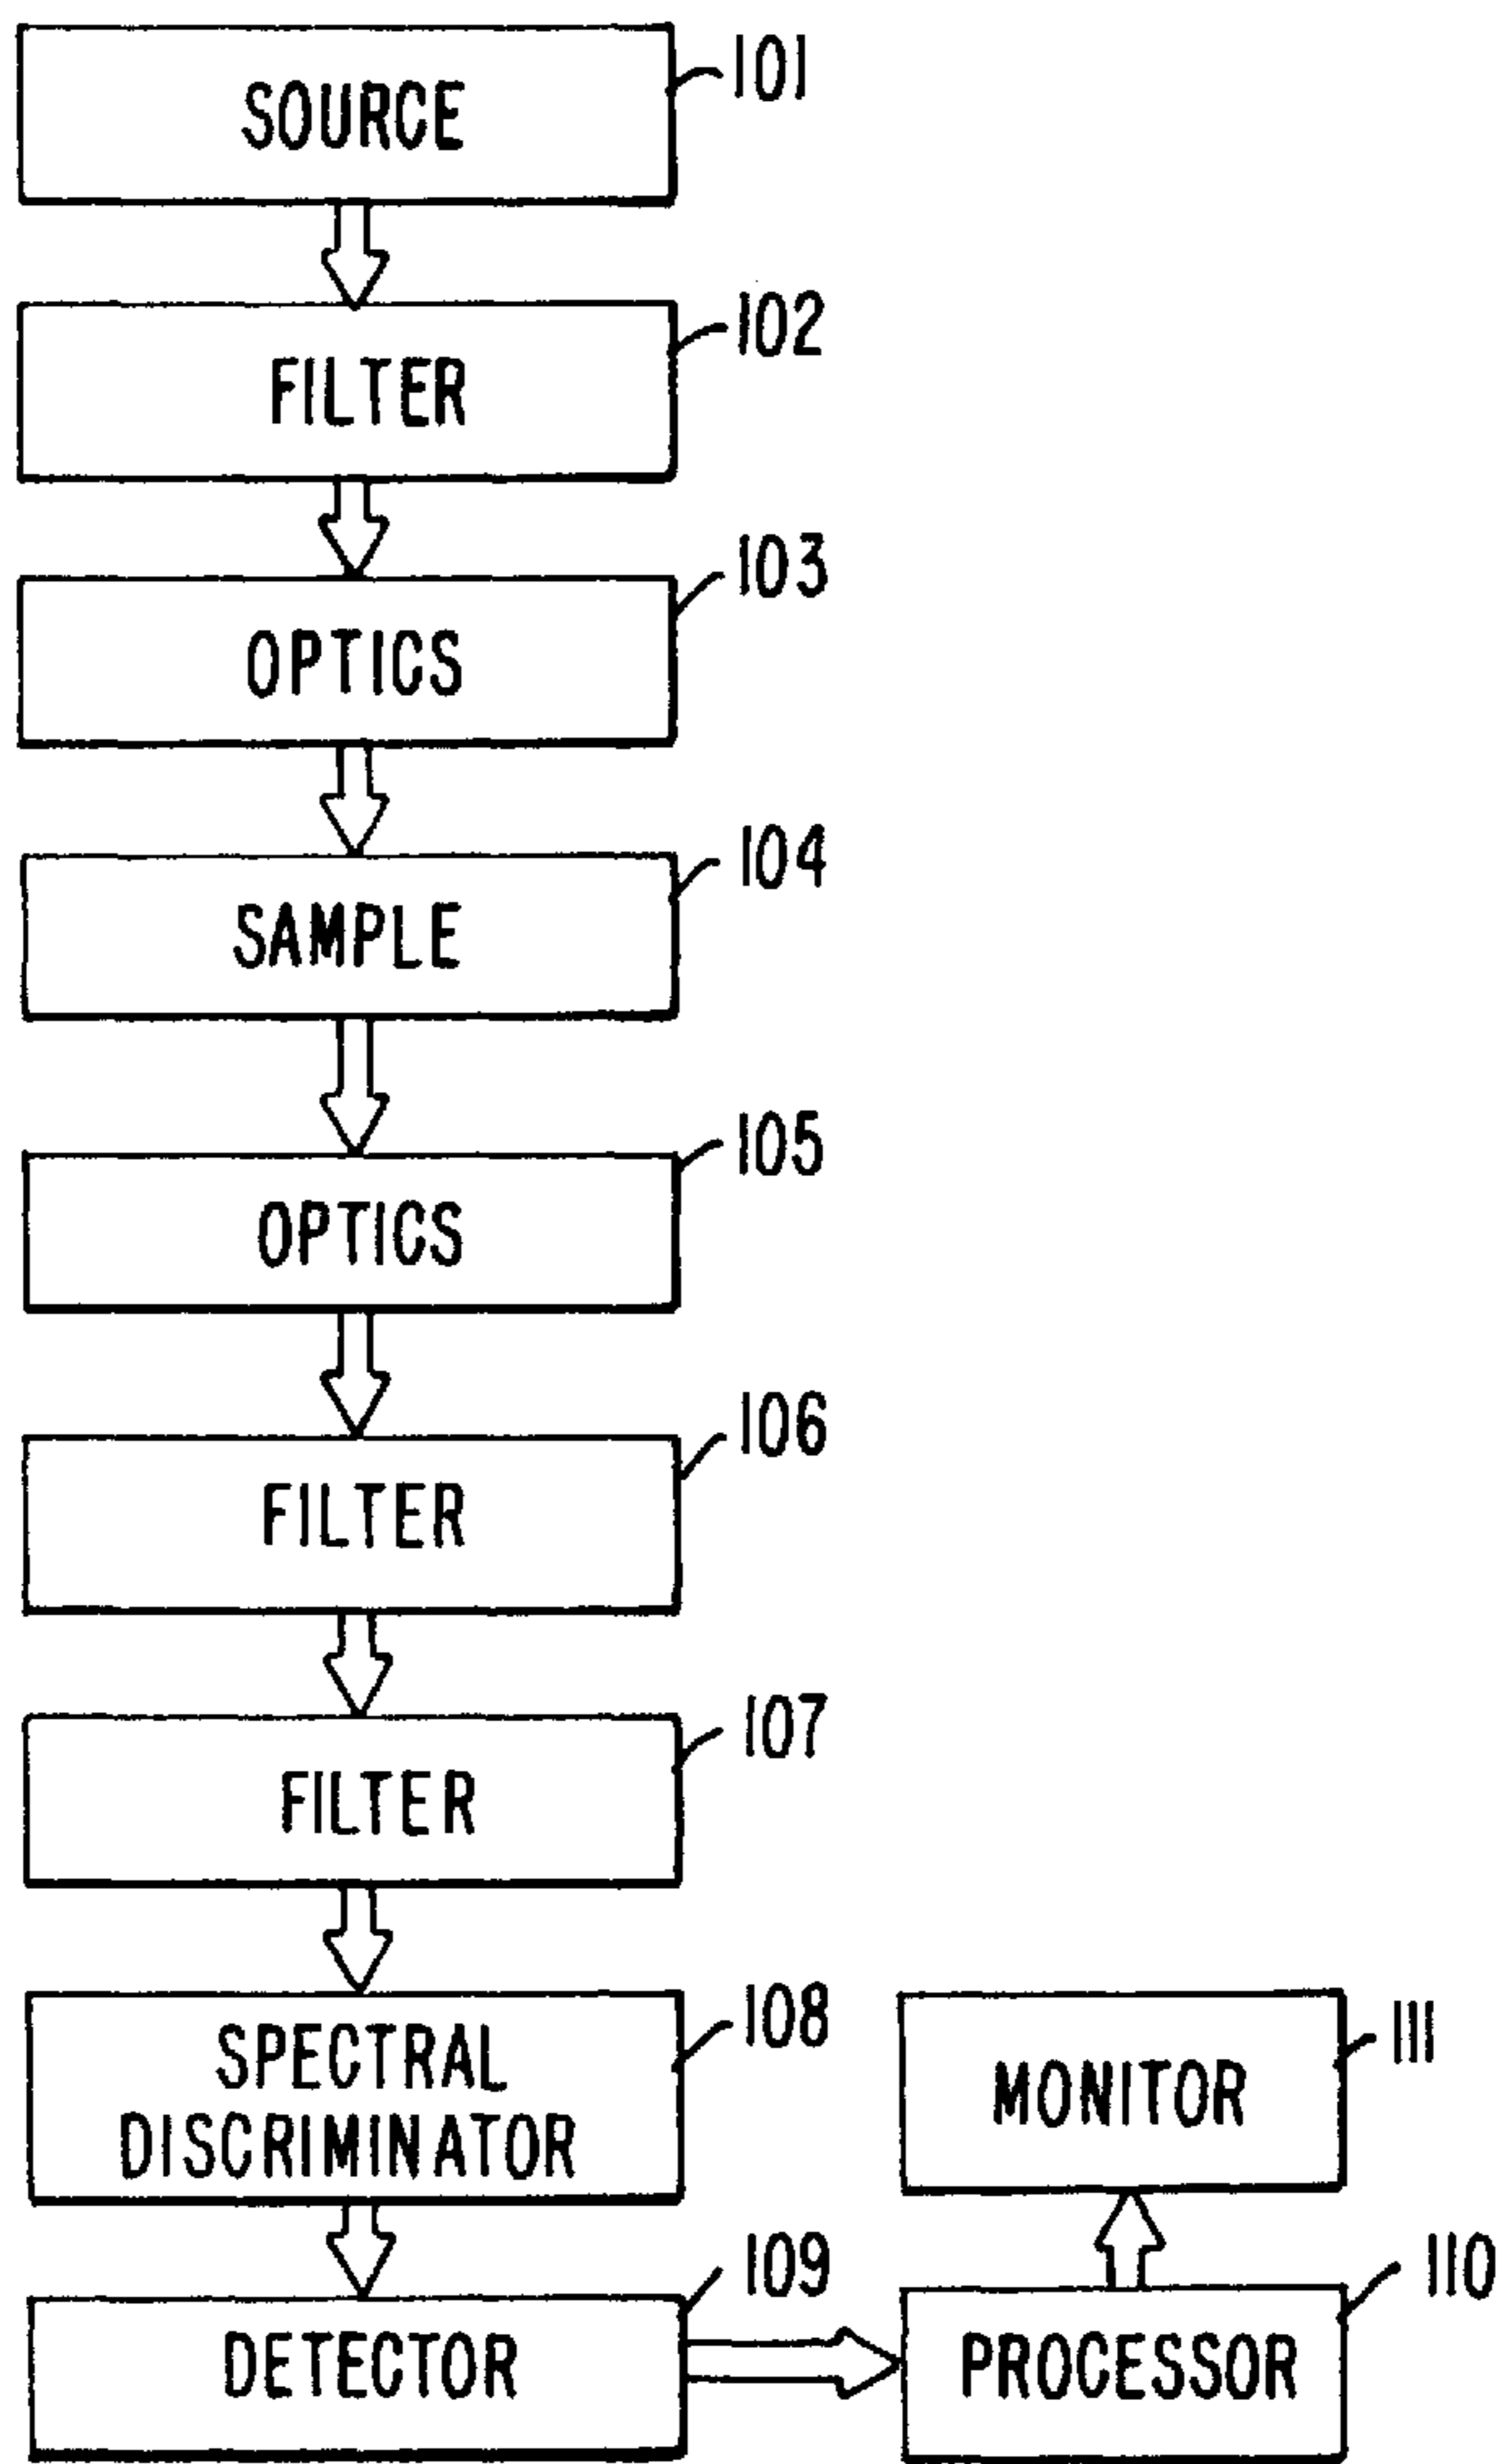 SOURCE
101
FILTER
102
OPTICS
103
SAMPLE
104
OPTICS
105
FILTER
106
FILTER
107
SPECTRAL
DISCRIMINATOR
108
MONITOR
111
DETECTOR
109
PROCESSOR
110